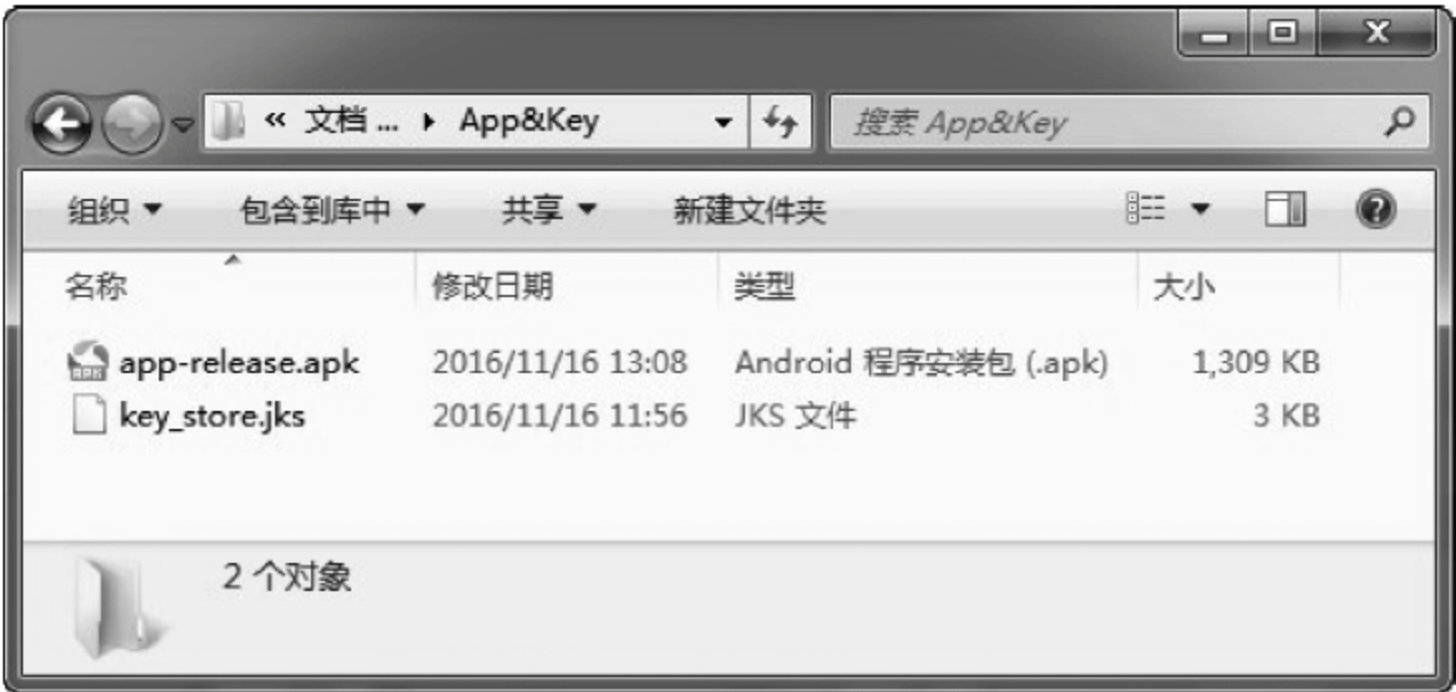 « 文档 ... ▸ App&Key
搜索 App&Key
组织 包含到库中 共享 新建文件夹
名称 修改日期 类型 大小
app-release.apk 2016/11/16 13:08 Android 程序安装包 (.apk) 1,309 KB
key_store.jks 2016/11/16 11:56 JKS 文件 3 KB
2 个对象